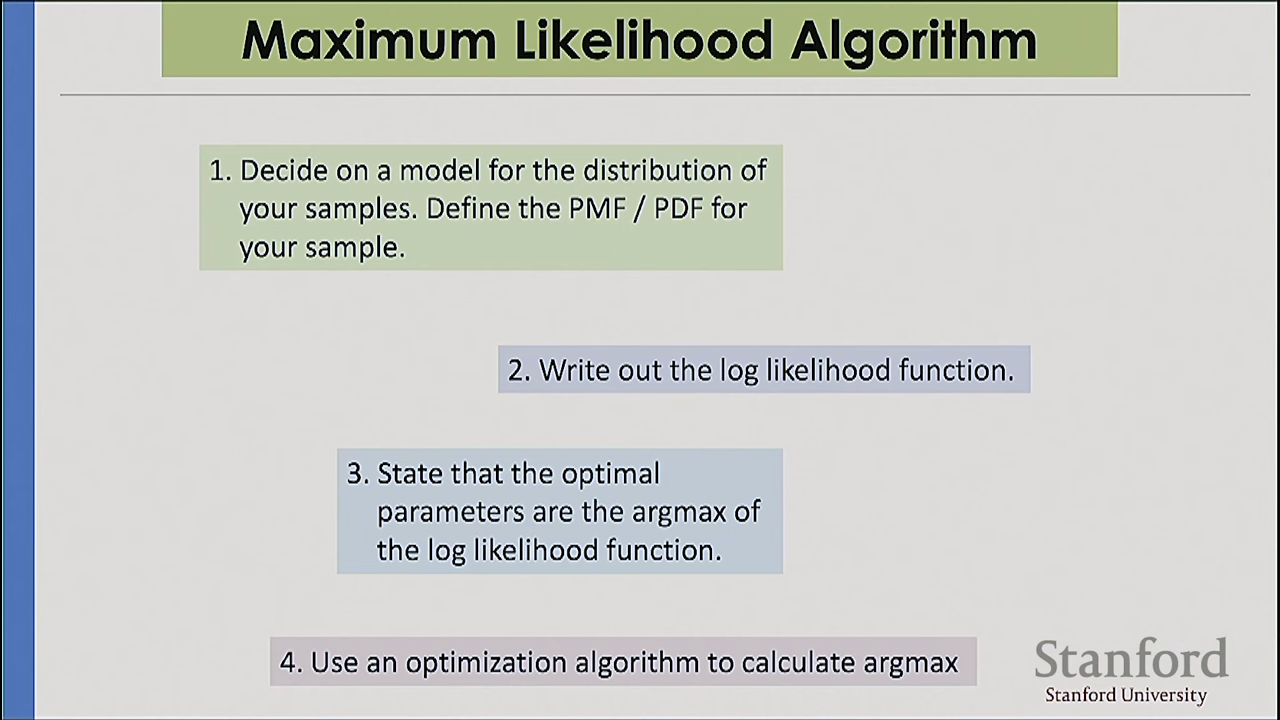 Maximum Likelihood Algorithm
1. Decide on a model for the distribution of
your samples. Define the PMF / PDF for
your sample.
2. Write out the log likelihood function.
3. State that the optimal
parameters are the argmax of
the log likelihood function.
4. Use an optimization algorithm to calculate argmax
Stanford
Stanford University